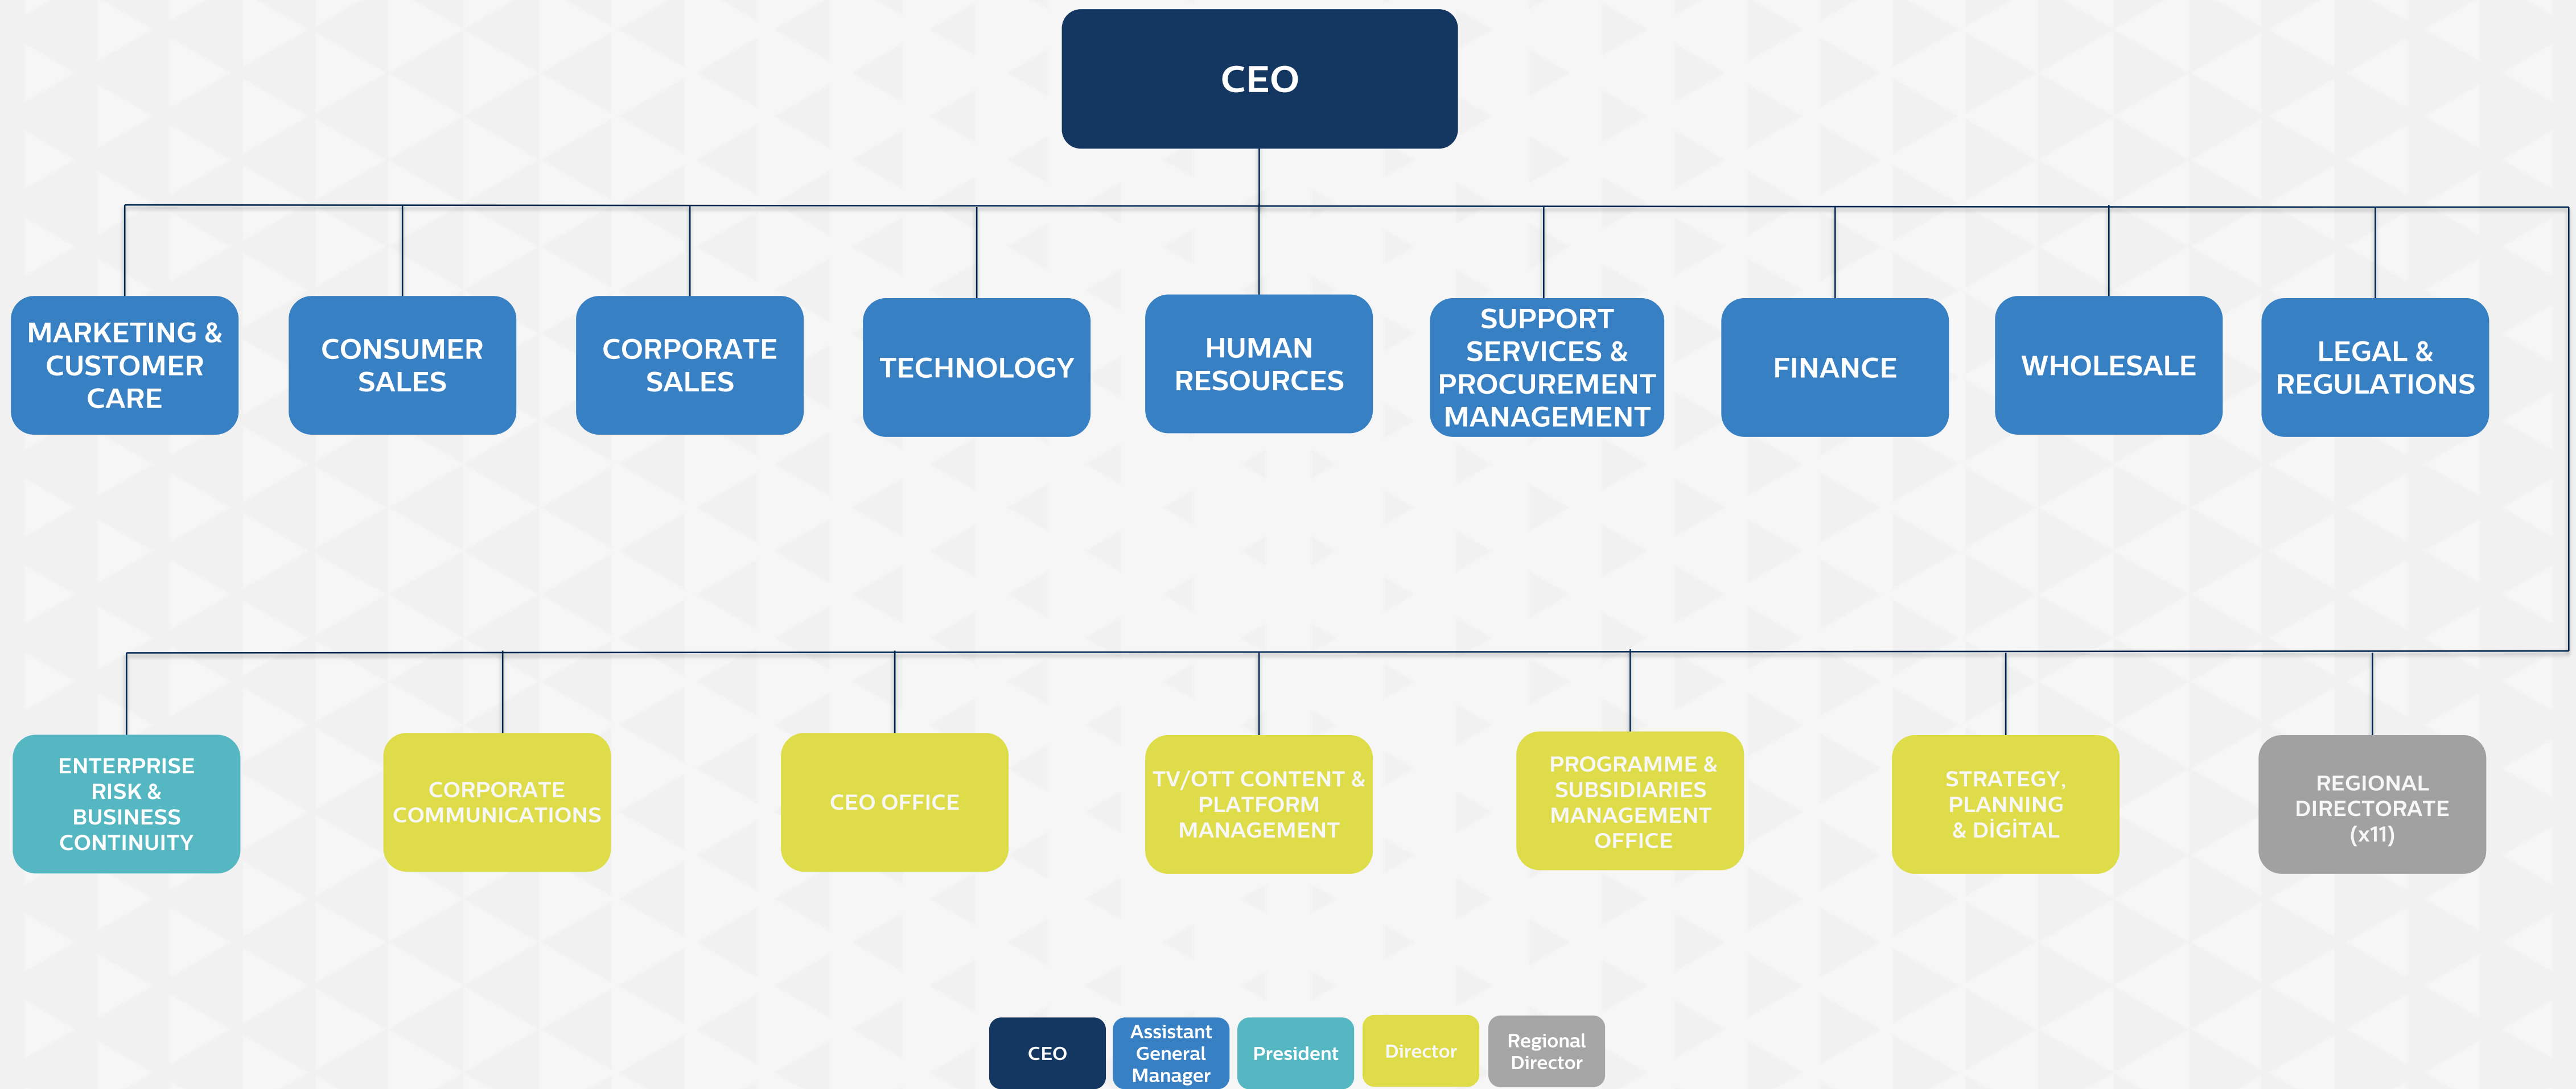 CEO
MARKETING &
CUSTOMER
CARE
CONSUMER
SALES
CORPORATE
SALES
TECHNOLOGY
HUMAN
RESOURCES
SUPPORT
SERVICES &
PROCUREMENT
MANAGEMENT
FINANCE
WHOLESALE
LEGAL &
REGULATIONS
ENTERPRISE
RISK &
BUSINESS
CONTINUITY
CORPORATE
COMMUNICATIONS
CEO OFFICE
TV/OTT CONTENT &
PLATFORM
MANAGEMENT
PROGRAMME &
SUBSIDIARIES
MANAGEMENT
OFFICE
STRATEGY,
PLANNING
& DİGİTAL
REGIONAL
DIRECTORATE
(x11)
CEO
Assistant
General
Manager
President
Director
Regional
Director